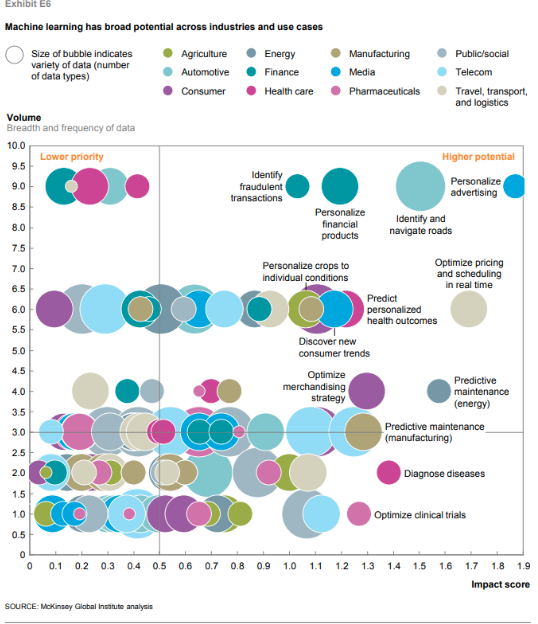 Exhibit E6
Machine learning has broad potential across industries and use cases
Size of bubble indicates
variety of data (number
of data types)
Agriculture
Energy
Manufacturing
Public/social
Automotive
Finance
Media
Telecom
Consumer
Health care
Pharmaceuticals
Travel, transport,
and logistics
Volume
Breadth and frequency of data
10.0
9.5
9.0
8.5
8.0
7.5
7.0
6.5
6.0
5.5
5.0
4.5
4.0
3.5
3.0
2.5
2.0
1.5
1.0
0.5
0
Lower priority
Higher potential
Identify
fraudulent
transactions
Personalize
financial
products
Identify and
navigate roads
Personalize
advertising
Personalize crops to
individual conditions
Optimize pricing
and scheduling
in real time
Predict
personalized
health outcomes
Discover new
consumer trends
Optimize
merchandising
strategy
Predictive
maintenance
(energy)
Predictive maintenance
(manufacturing)
Diagnose diseases
Optimize clinical trials
0 0.1 0.2 0.3 0.4 0.5 0.6 0.7 0.8 0.9 1.0 1.1 1.2 1.3 1.4 1.5 1.6 1.7 1.8 1.9
Impact score
SOURCE: McKinsey Global Institute analysis